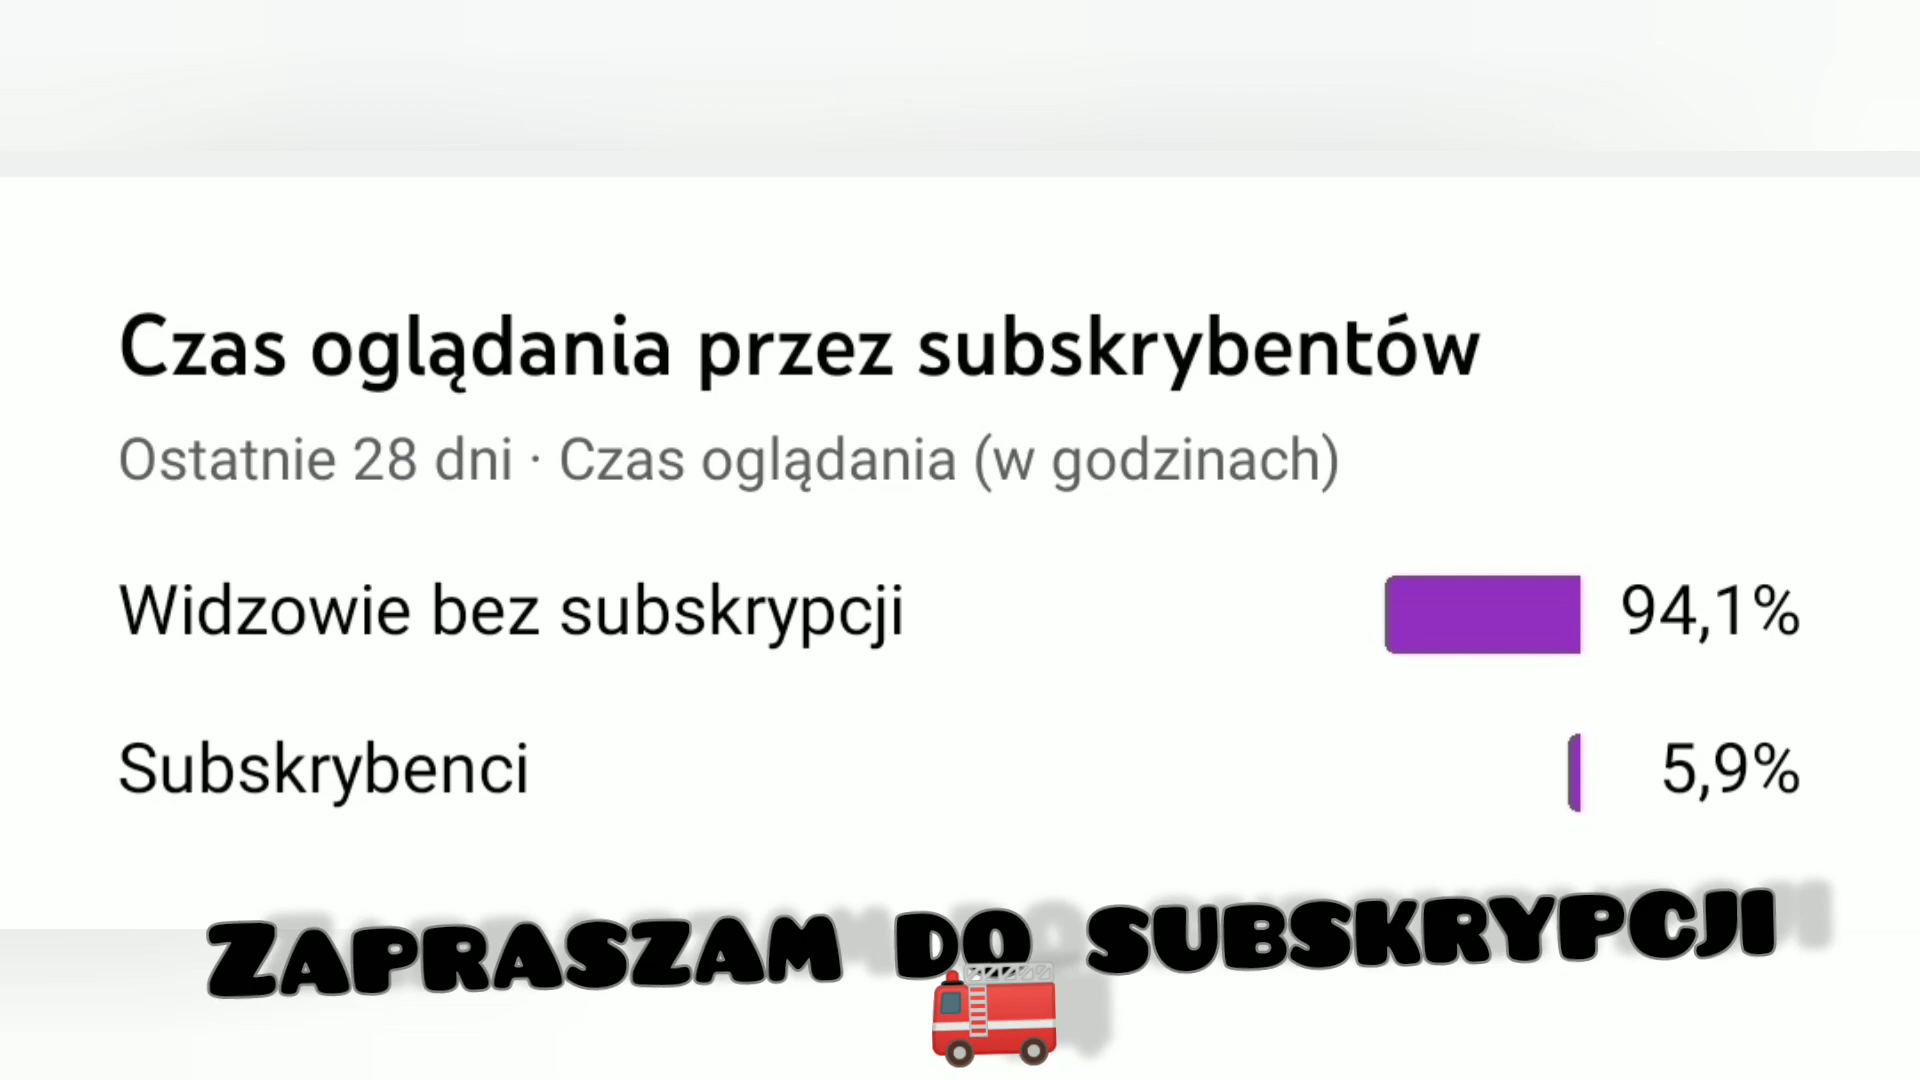 Czas oglądania przez subskrybentów
Ostatnie 28 dni · Czas oglądania (w godzinach)
Widzowie bez subskrypcji 94,1%
Subskrybenci 5,9%
ZAPRASZAM DO SUBSKRYPCJI